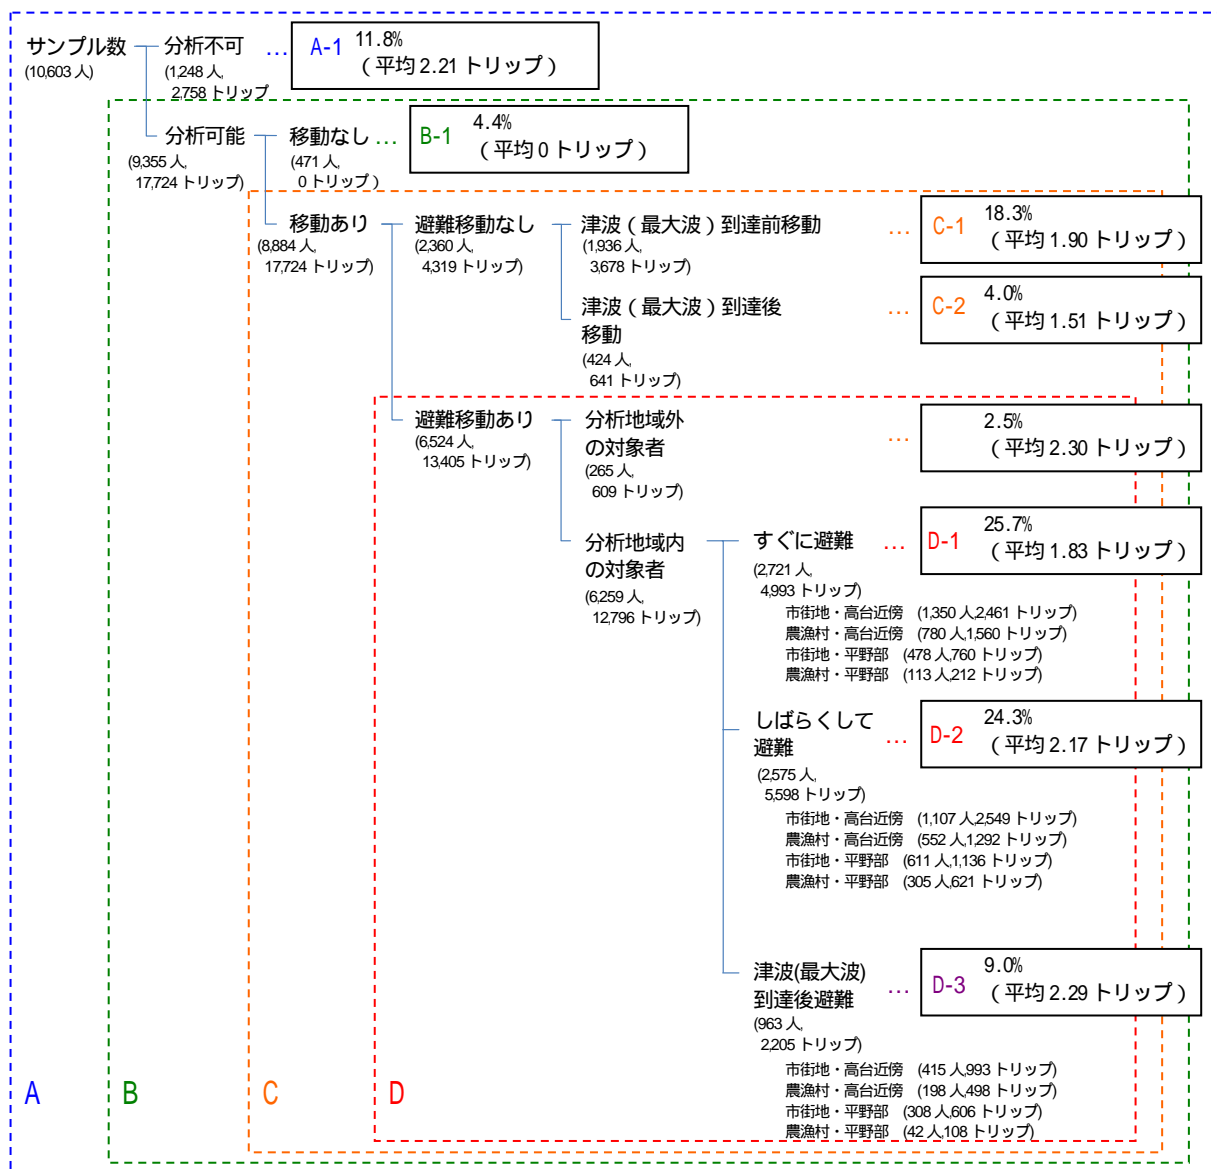 サンプル数
(10,603 人)
分析不可
(1,248 人,
2,758 トリップ
…
A-1
11.8%
(平均 2.21 トリップ)
分析可能
(9,355 人,
17,724 トリップ)
移動なし
(471 人,
0 トリップ)
…
B-1
4.4%
(平均 0 トリップ)
移動あり
(8,884 人,
17,724 トリップ)
避難移動なし
(2,360 人,
4,319 トリップ)
津波(最大波)到達前移動
(1,936 人,
3,678 トリップ)
…
C-1
18.3%
(平均 1.90 トリップ)
津波(最大波)到達後
移動
(424 人,
641 トリップ)
…
C-2
4.0%
(平均 1.51 トリップ)
避難移動あり
(6,524 人,
13,405 トリップ)
分析地域外
の対象者
(265 人,
609 トリップ)
…
2.5%
(平均 2.30 トリップ)
分析地域内
の対象者
(6,259 人,
12,796 トリップ)
すぐに避難
(2,721 人,
4,993 トリップ)
…
D-1
25.7%
(平均 1.83 トリップ)
市街地・高台近傍 (1,350 人,2,461 トリップ)
農漁村・高台近傍 (780 人,1,560 トリップ)
市街地・平野部 (478 人,760 トリップ)
農漁村・平野部 (113 人,212 トリップ)
しばらくして
避難
(2,575 人,
5,598 トリップ)
…
D-2
24.3%
(平均 2.17 トリップ)
市街地・高台近傍 (1,107 人,2,549 トリップ)
農漁村・高台近傍 (552 人,1,292 トリップ)
市街地・平野部 (611 人,1,136 トリップ)
農漁村・平野部 (305 人,621 トリップ)
津波(最大波)
到達後避難
(963 人,
2,205 トリップ)
…
D-3
9.0%
(平均 2.29 トリップ)
市街地・高台近傍 (415 人,993 トリップ)
農漁村・高台近傍 (198 人,498 トリップ)
市街地・平野部 (308 人,606 トリップ)
農漁村・平野部 (42 人,108 トリップ)
A
B
C
D